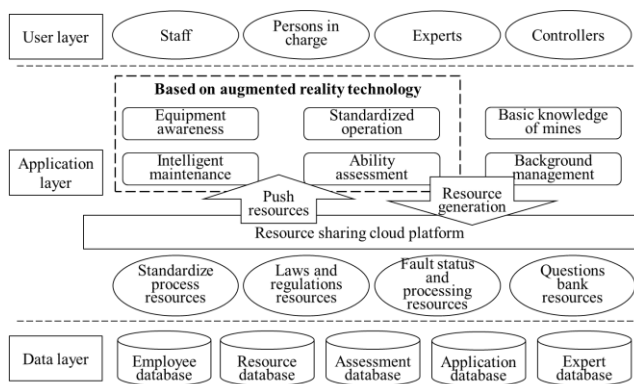 User layer
Staff
Persons in
charge
Experts
Controllers
Based on augmented reality technology
Equipment
awareness
Standardized
operation
Basic knowledge
of mines
Application
layer
Intelligent
maintenance
Ability
assessment
Background
management
Push
resources
Resource
generation
Resource sharing cloud platform
Standardize
process
resources
Laws and
regulations
resources
Fault status
and
processing
resources
Questions
bank
resources
Data layer
Employee
database
Resource
database
Assessment
database
Application
database
Expert
database